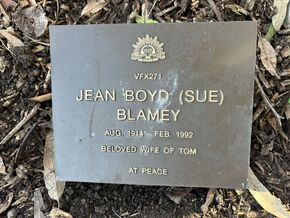 VFX271
JEAN BOYD (SUE)
BLAMEY
AUG. 1914 - FEB. 1992
BELOVED WIFE OF TOM
AT PEACE